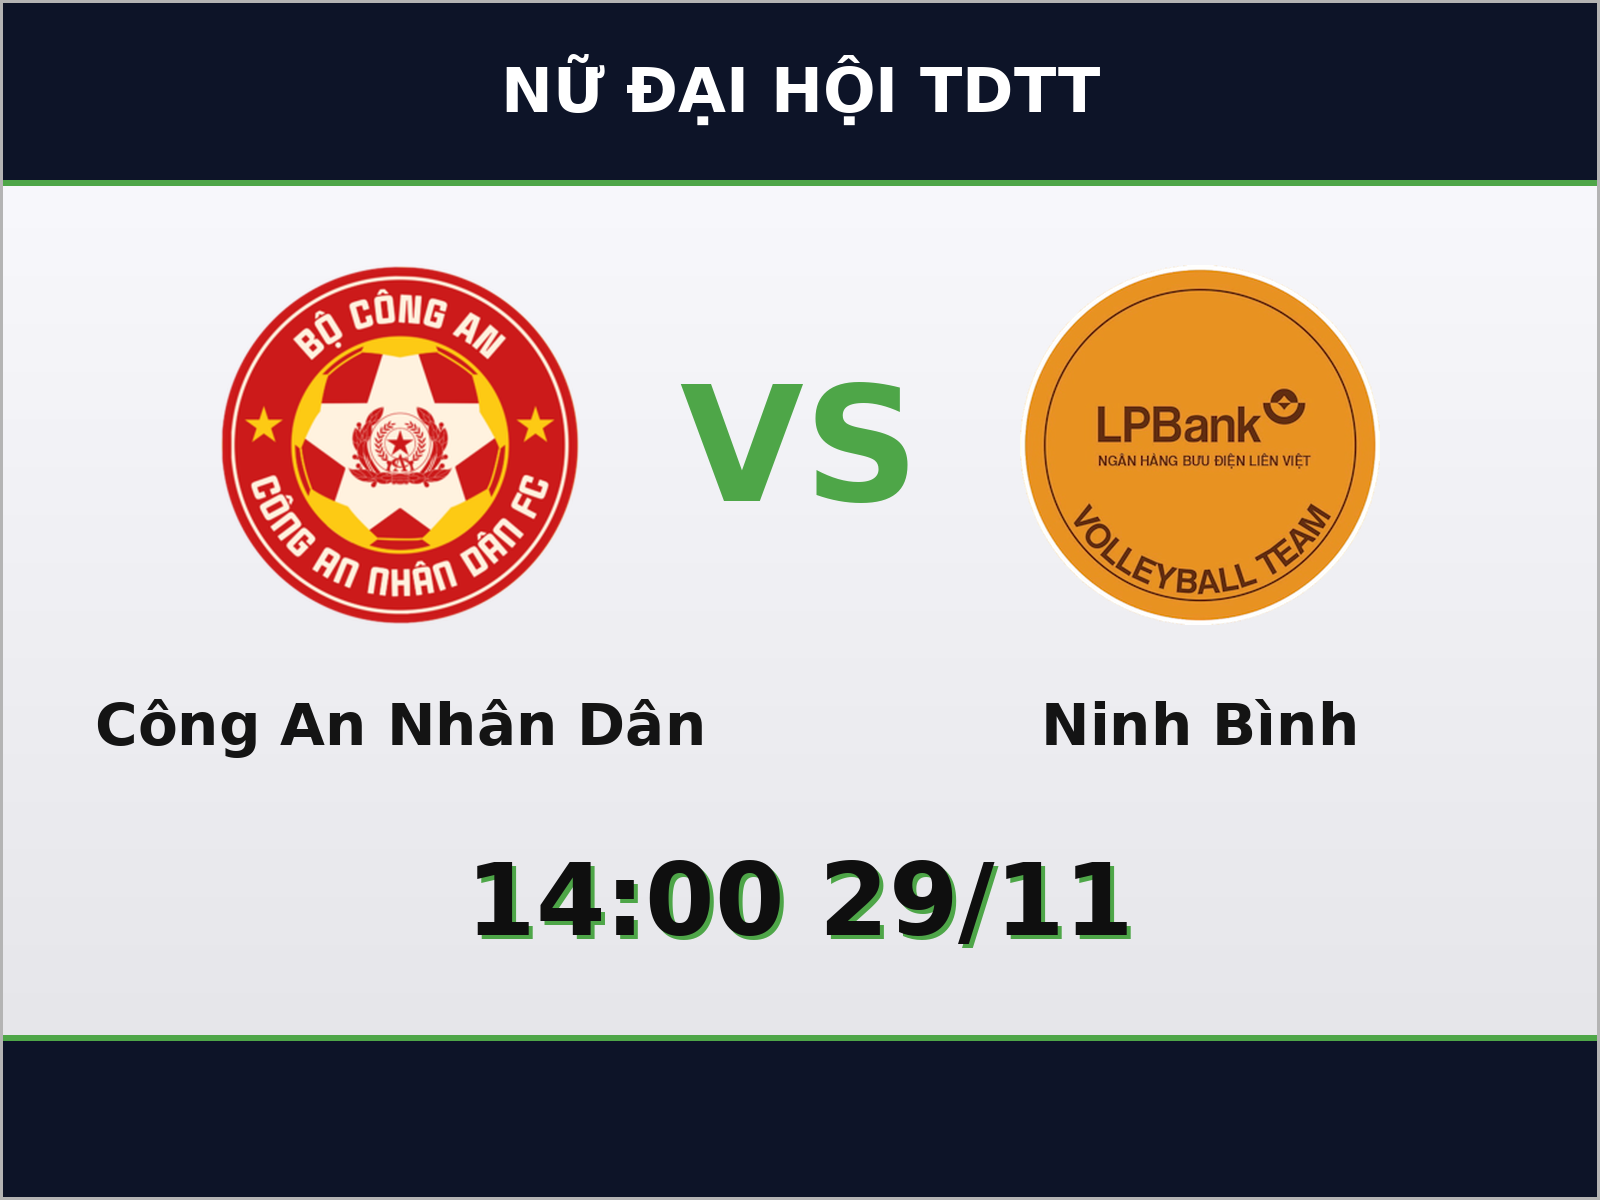 NỮ ĐẠI HỘI TDTT
BỘ CÔNG AN
CÔNG AN NHÂN DÂN FC
VS
LPBank
NGÂN HÀNG BƯU ĐIỆN LIÊN VIỆT
VOLLEYBALL TEAM
Công An Nhân Dân
Ninh Bình
14:00 29/11